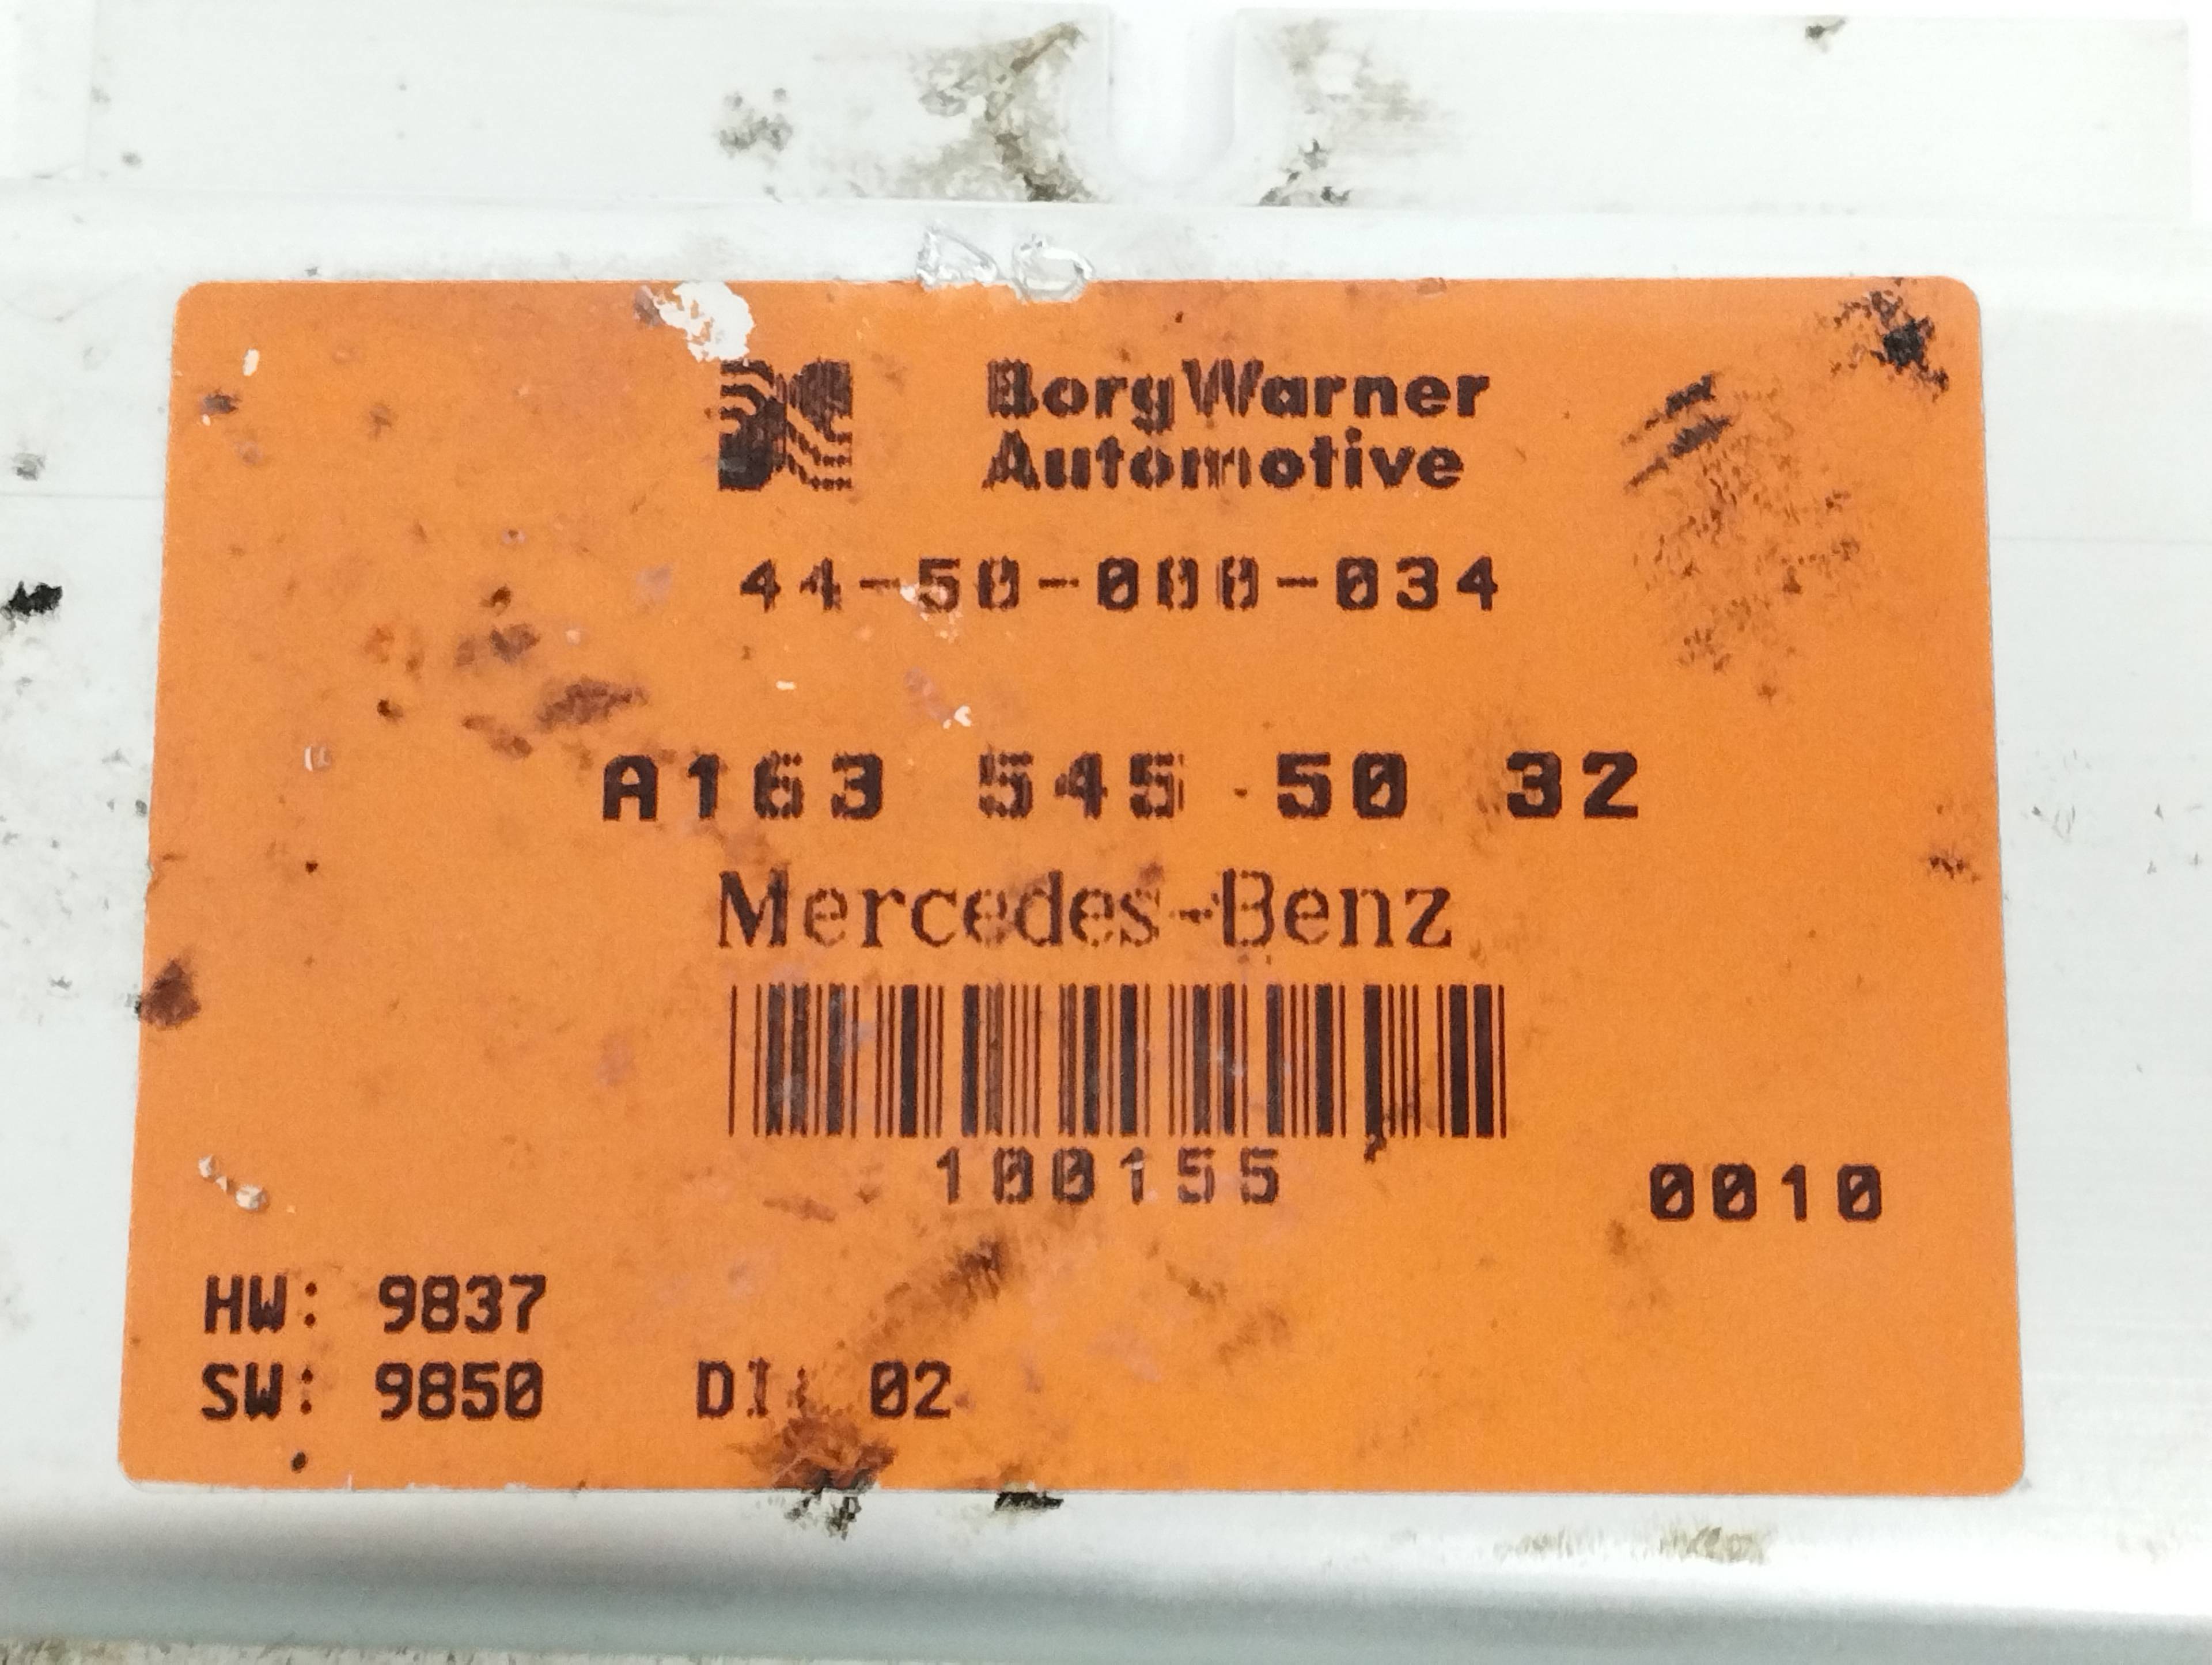 BorgWarner
Automotive
44-50-000-034
A163 545 50 32
Mercedes-Benz
100155
0010
HW: 9837
SW: 9850 DI: 02